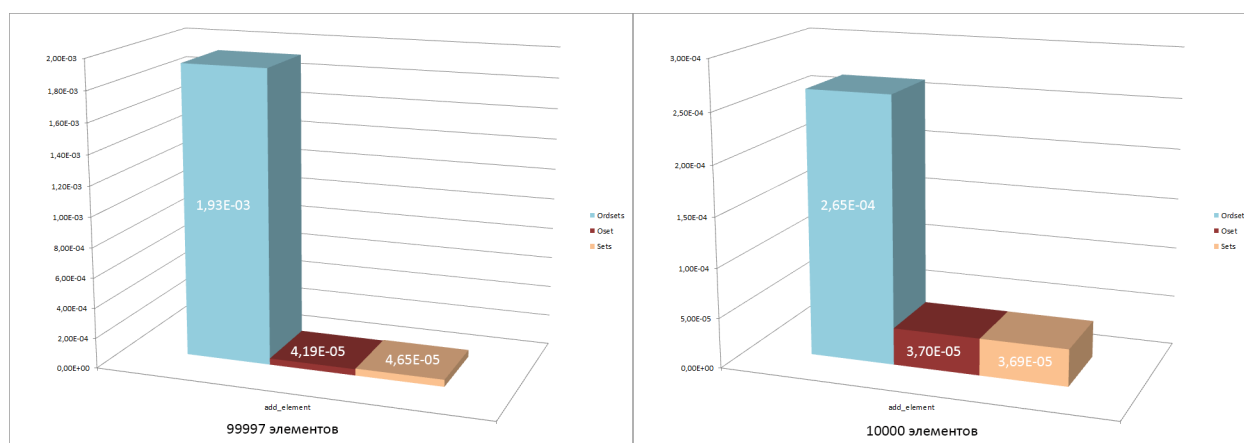 2,00E-03
1,80E-03
1,60E-03
1,40E-03
1,20E-03
1,00E-03
8,00E-04
6,00E-04
4,00E-04
2,00E-04
0,00E+00
1,93E-03
4,19E-05
4,65E-05
Ordsets
Oset
Sets
add_element
99997 элементов
3,00E-04
2,50E-04
2,00E-04
1,50E-04
1,00E-04
5,00E-05
0,00E+00
2,65E-04
3,70E-05
3,69E-05
Ordsets
Oset
Sets
add_element
10000 элементов